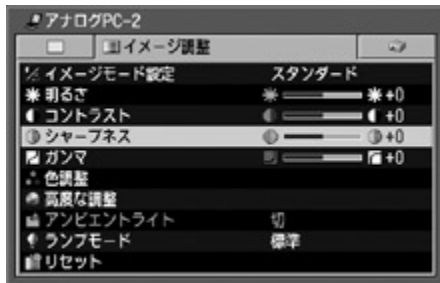 アナログPC-2
イメージ調整
イメージモード設定 スタンダード
明るさ +0
コントラスト +0
シャープネス +0
ガンマ +0
色調整
高度な調整
アンビエントライト 切
ランプモード 標準
リセット